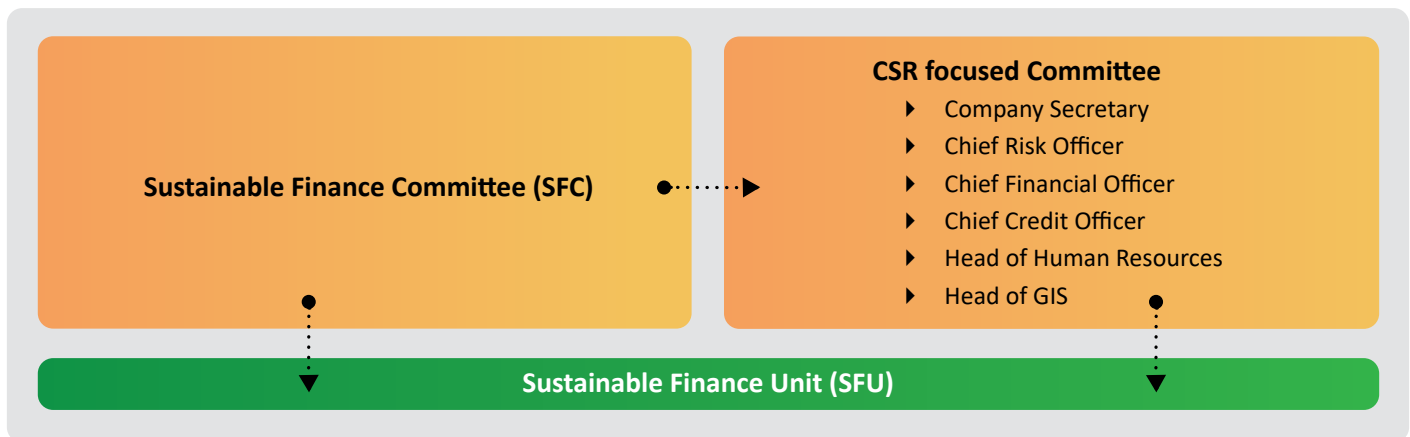 Sustainable Finance Committee (SFC)
CSR focused Committee
Company Secretary
Chief Risk Officer
Chief Financial Officer
Chief Credit Officer
Head of Human Resources
Head of GIS
Sustainable Finance Unit (SFU)